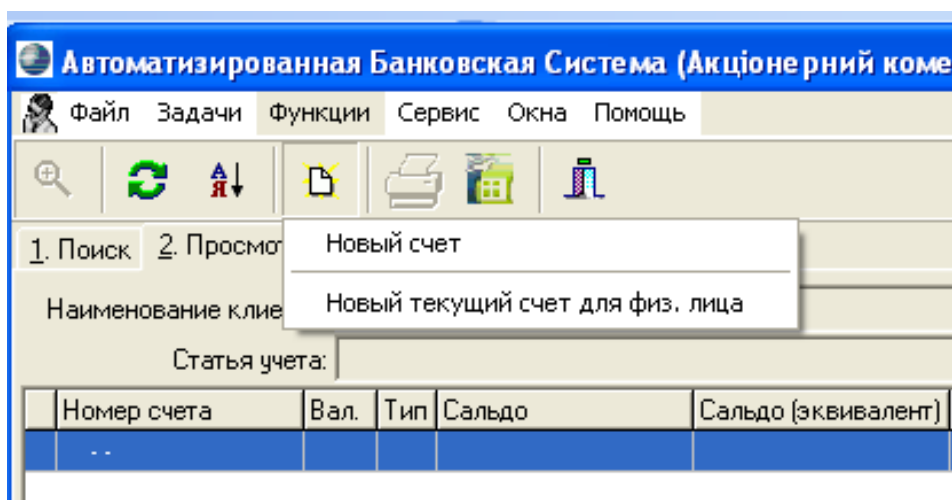 Автоматизированная Банковская Система (Акціонерний коме
Файл Задачи Функции Сервис Окна Помощь
А Я
1. Поиск 2. Просмот
Новый счет
Наименование клие
Новый текущий счет для физ. лица
Статья учета:
Номер счета Вал. Тип Сальдо Сальдо (эквивалент)
- -